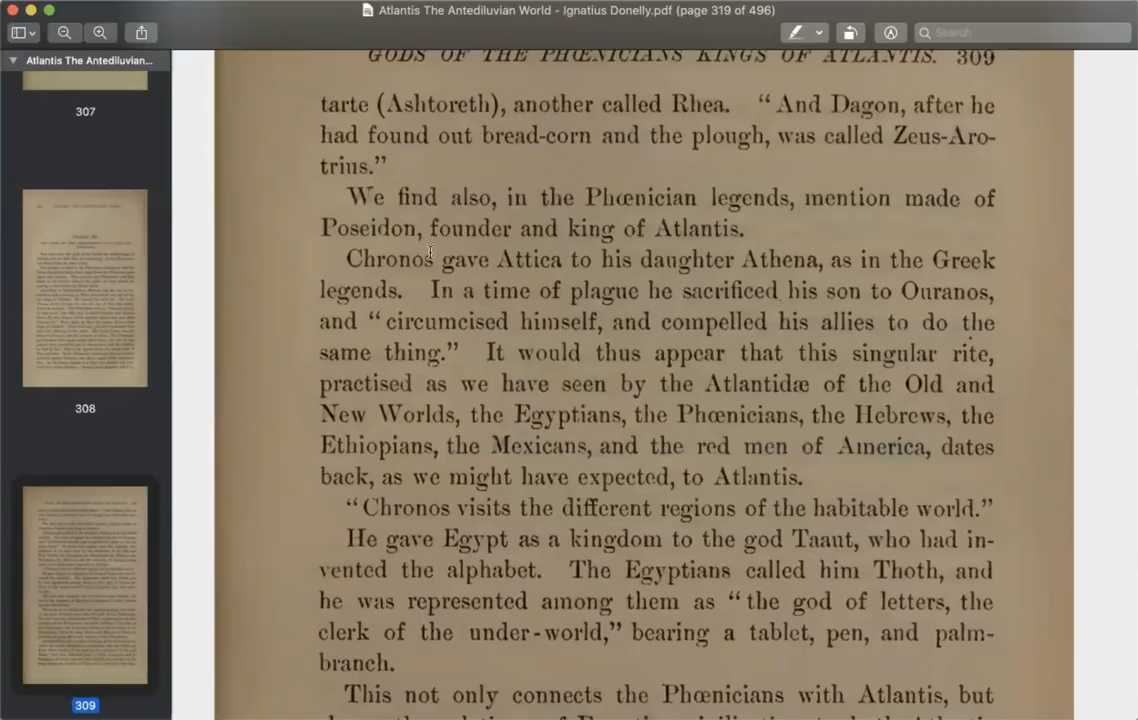 Atlantis The Antediluvian World - Ignatius Donelly.pdf (page 319 of 496)
Search
Atlantis The Antediluvian...
307
308
309
GODS OF THE PHŒNICIANS KINGS OF ATLANTIS. 309
tarte (Ashtoreth), another called Rhea. “And Dagon, after he
had found out bread-corn and the plough, was called Zeus-Aro-
trius.”
We find also, in the Phœnician legends, mention made of
Poseidon, founder and king of Atlantis.
Chronos gave Attica to his daughter Athena, as in the Greek
legends. In a time of plague he sacrificed his son to Ouranos,
and “circumcised himself, and compelled his allies to do the
same thing.” It would thus appear that this singular rite,
practised as we have seen by the Atlantidæ of the Old and
New Worlds, the Egyptians, the Phœnicians, the Hebrews, the
Ethiopians, the Mexicans, and the red men of America, dates
back, as we might have expected, to Atlantis.
“Chronos visits the different regions of the habitable world.”
He gave Egypt as a kingdom to the god Taaut, who had in-
vented the alphabet. The Egyptians called him Thoth, and
he was represented among them as “the god of letters, the
clerk of the under-world,” bearing a tablet, pen, and palm-
branch.
This not only connects the Phœnicians with Atlantis, but